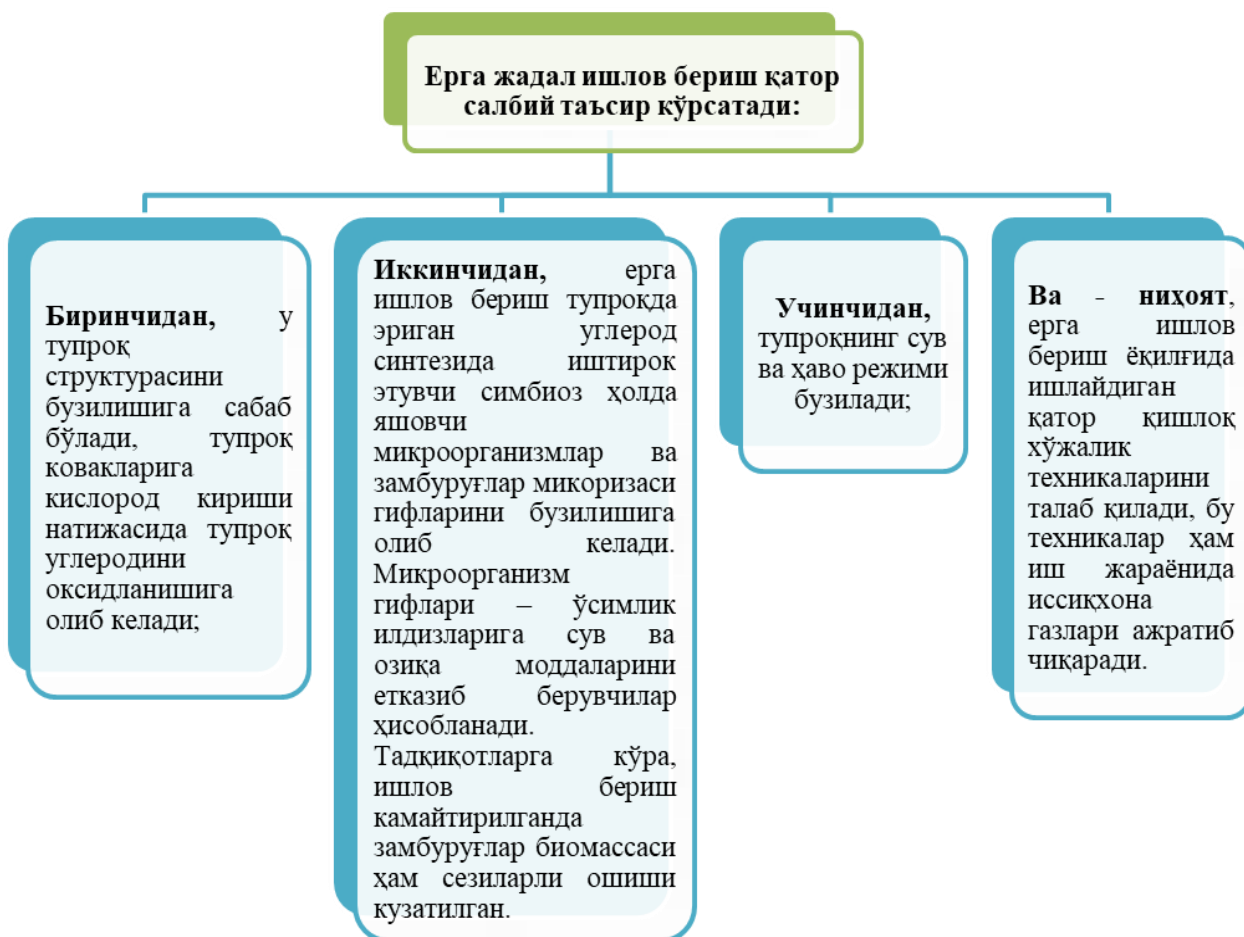 Ерга жадал ишлов бериш қатор
салбий таъсир кўрсатади:
Биринчидан, у
тупроқ
структурасини
бузилишига сабаб
бўлади, тупроқ
ковакларига
кислород кириши
натижасида тупроқ
углеродини
оксидланишига
олиб келади;
Иккинчидан, ерга
ишлов бериш тупроқда
эриган углерод
синтезида иштирок
этувчи симбиоз ҳолда
яшовчи
микроорганизмлар ва
замбуруғлар микоризаси
гифларини бузилишига
олиб келади.
Микроорганизм
гифлари – ўсимлик
илдизларига сув ва
озиқа моддаларини
етказиб берувчилар
ҳисобланади.
Тадқиқотларга кўра,
ишлов бериш
камайтирилганда
замбуруғлар биомассаси
ҳам сезиларли ошиши
кузатилган.
Учинчидан,
тупроқнинг сув
ва ҳаво режими
бузилади;
Ва - ниҳоят,
ерга ишлов
бериш ёқилғида
ишлайдиган
қатор қишлоқ
хўжалик
техникаларини
талаб қилади, бу
техникалар ҳам
иш жараёнида
иссиқхона
газлари ажратиб
чиқаради.